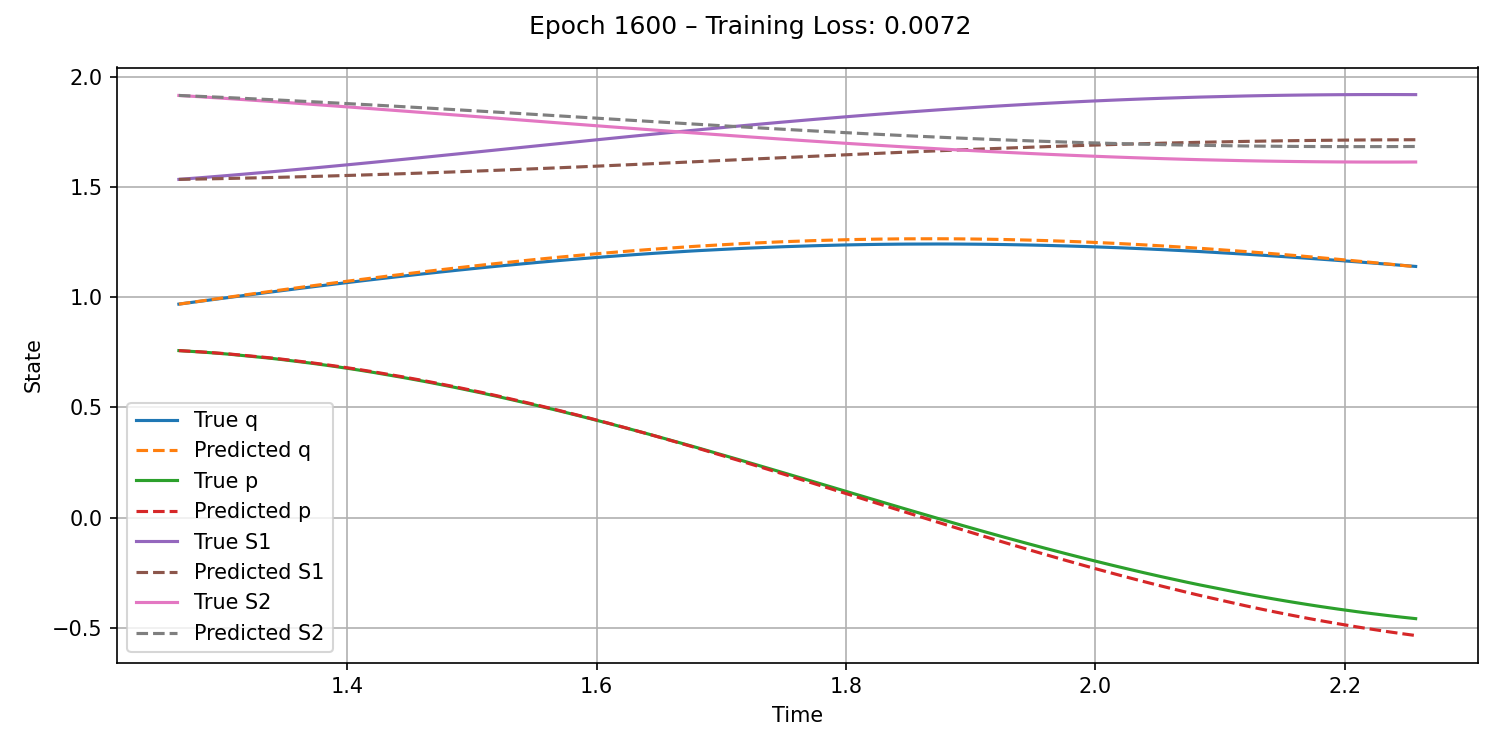 Epoch 1600 – Training Loss: 0.0072
2.0
1.5
1.0
0.5
0.0
−0.5
State
True q
Predicted q
True p
Predicted p
True S1
Predicted S1
True S2
Predicted S2
1.4 1.6 1.8 2.0 2.2
Time